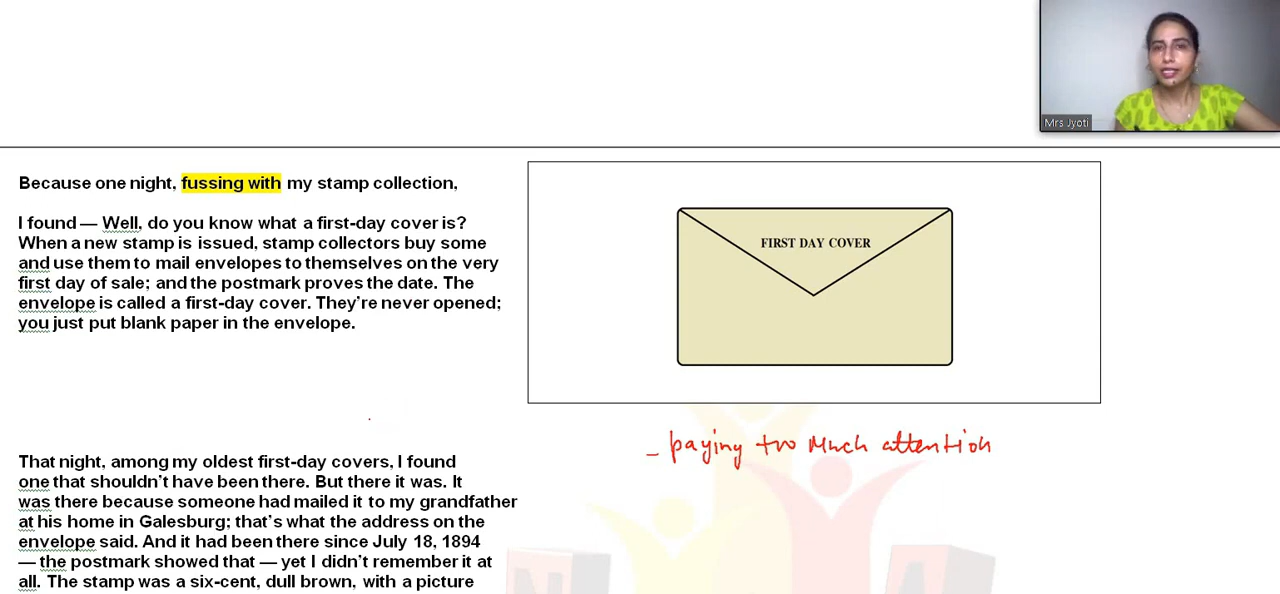 Mrs Jyoti
Because one night, fussing with my stamp collection,
I found — Well, do you know what a first-day cover is?
When a new stamp is issued, stamp collectors buy some
and use them to mail envelopes to themselves on the very
first day of sale; and the postmark proves the date. The
envelope is called a first-day cover. They’re never opened;
you just put blank paper in the envelope.
FIRST DAY COVER
- paying too much attention
That night, among my oldest first-day covers, I found
one that shouldn’t have been there. But there it was. It
was there because someone had mailed it to my grandfather
at his home in Galesburg; that’s what the address on the
envelope said. And it had been there since July 18, 1894
— the postmark showed that — yet I didn’t remember it at
all. The stamp was a six-cent, dull brown, with a picture
N
A